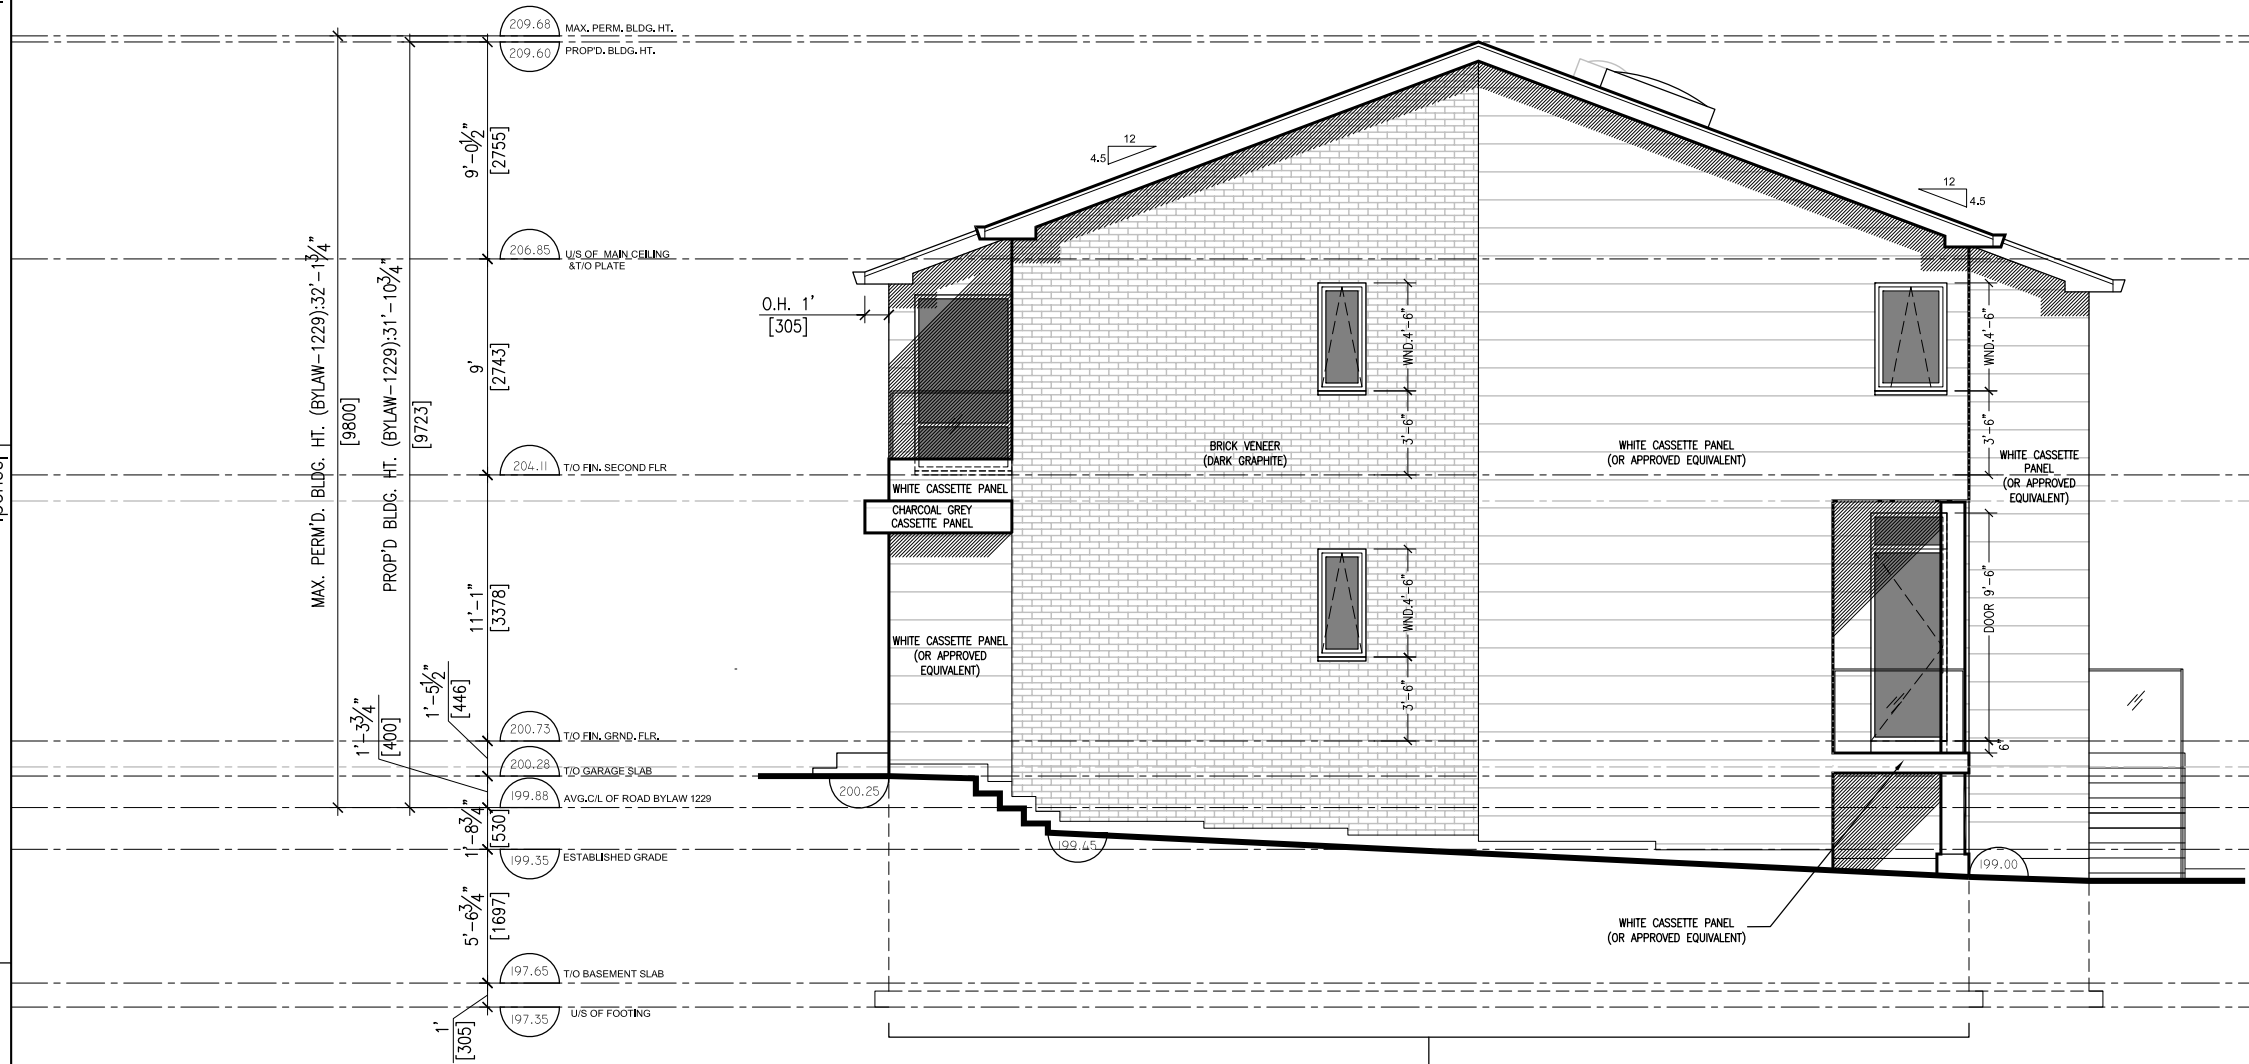 209.68
MAX. PERM. BLDG. HT.
209.60
PROP'D. BLDG. HT.
9'-0½"
[2755]
206.85
U/S OF MAIN CEILING
&T/O PLATE
9'
[2743]
204.11
T/O FIN. SECOND FLR
11'-1"
[3378]
MAX. PERM'D. BLDG. HT. (BYLAW-1229):32'-1¾"
[9800]
PROP'D BLDG. HT. (BYLAW-1229):31'-10¾"
[9723]
1'-5½"
[446]
1'-3¾"
[400]
200.73
T/O FIN. GRND. FLR.
200.28
T/O GARAGE SLAB
199.88
AVG.C/L OF ROAD BYLAW 1229
1'-8¾"
[530]
199.35
ESTABLISHED GRADE
5'-6¾"
[1697]
197.65
T/O BASEMENT SLAB
1'
[305]
197.35
U/S OF FOOTING
12
4.5
12
4.5
O.H. 1'
[305]
WND.4'-6"
3'-6"
WND.4'-6"
3'-6"
WND.4'-6"
3'-6"
DOOR 9'-6"
6"
BRICK VENEER
(DARK GRAPHITE)
WHITE CASSETTE PANEL
(OR APPROVED EQUIVALENT)
WHITE CASSETTE
PANEL
(OR APPROVED
EQUIVALENT)
WHITE CASSETTE PANEL
CHARCOAL GREY
CASSETTE PANEL
WHITE CASSETTE PANEL
(OR APPROVED
EQUIVALENT)
200.25
199.45
199.00
WHITE CASSETTE PANEL
(OR APPROVED EQUIVALENT)